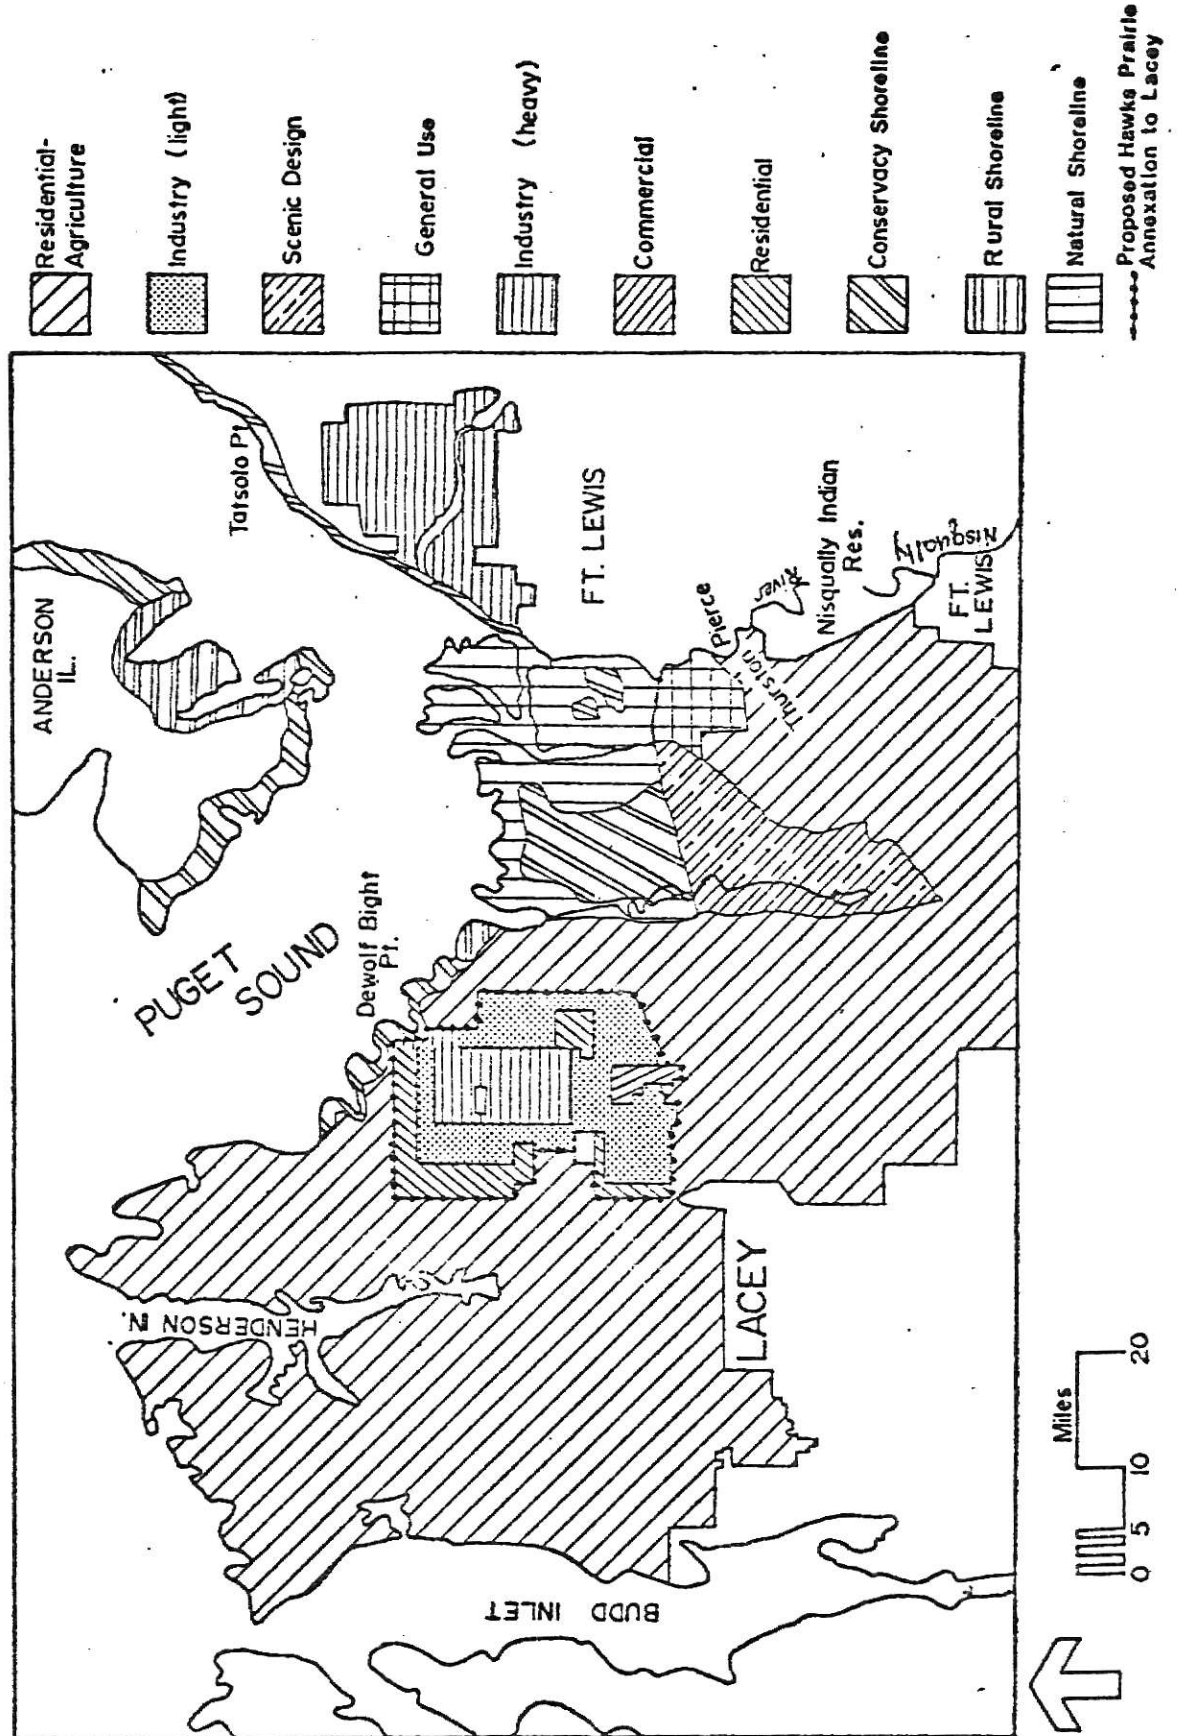 ANDERSON
IL.
Tatsolo Pt.
PUGET
SOUND
Dewolf Bight
Pt.
HENDERSON IN.
BUDD INLET
LACEY
FT. LEWIS
Pierce
Thurston
River
Nisqually Indian
Res.
Nisqually
FT.
LEWIS
Residential-
Agriculture
Industry (light)
Scenic Design
General Use
Industry (heavy)
Commercial
Residential
Conservacy Shoreline
Rural Shoreline
Natural Shoreline
Proposed Hawks Prairie
Annexation to Lacey
Miles
0 5 10 20